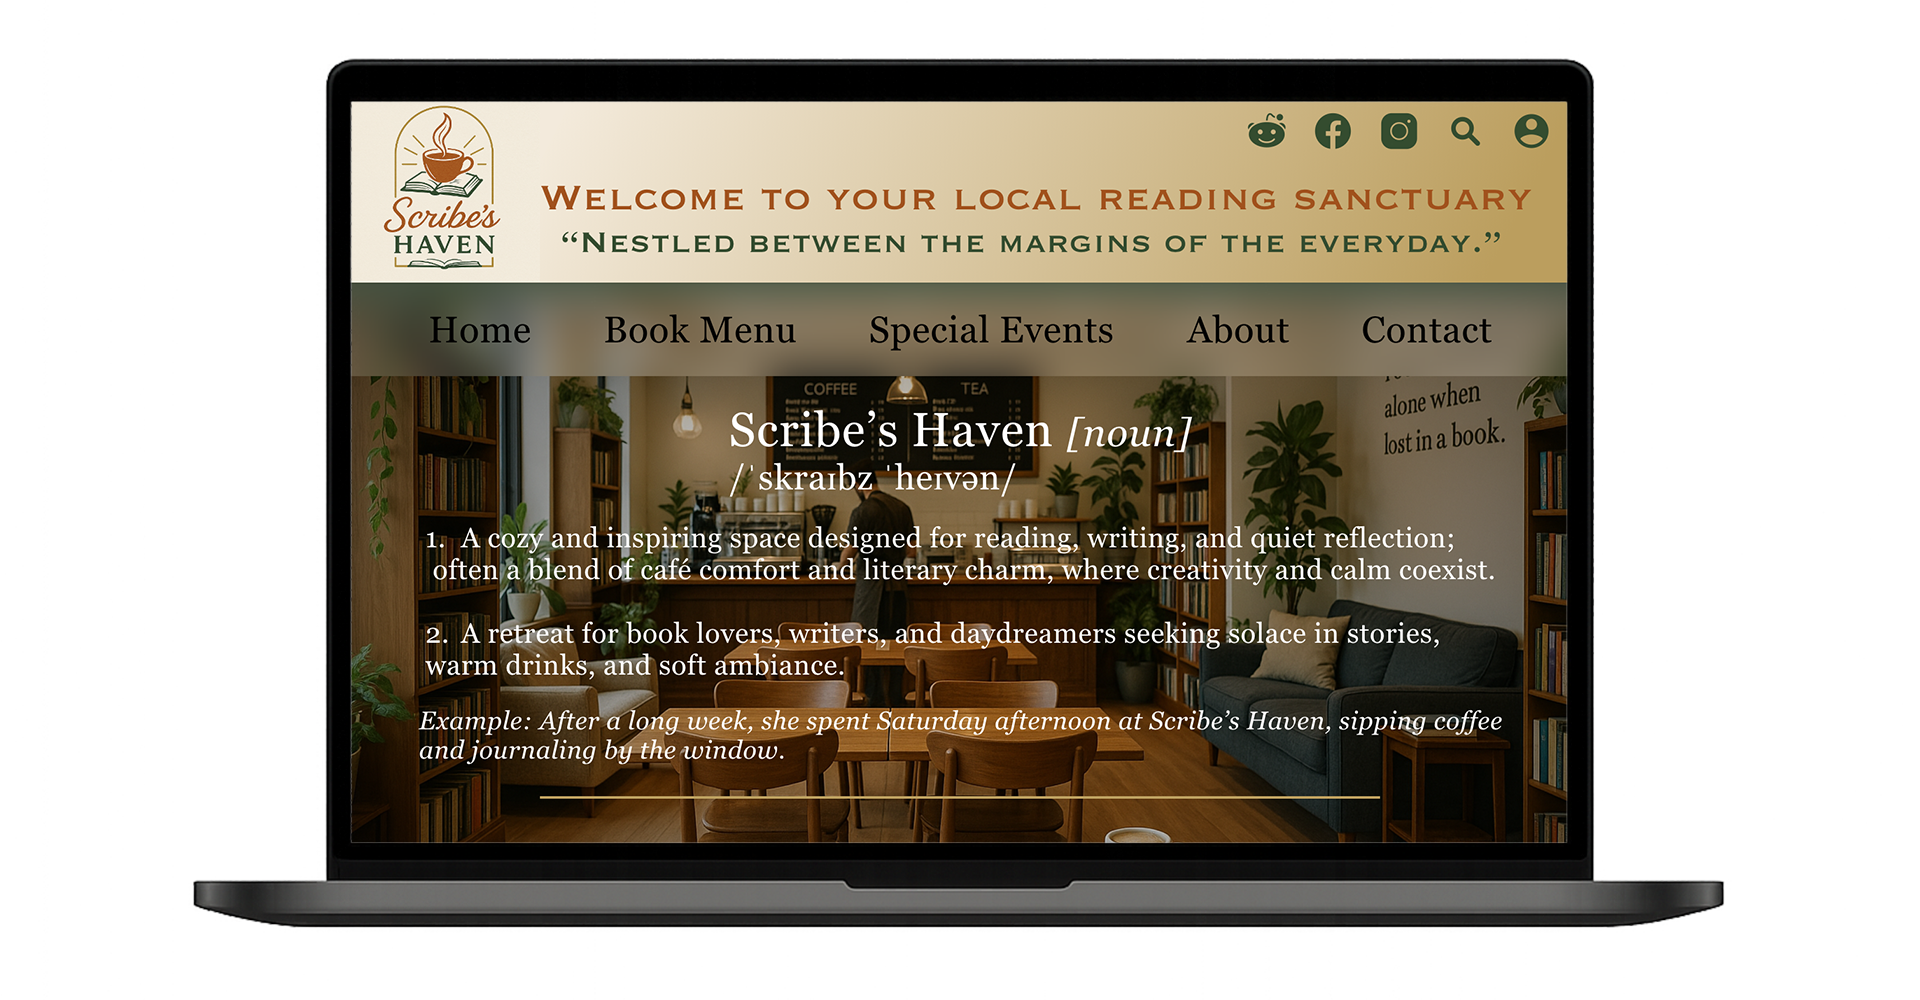 Scribe's
HAVEN
WELCOME TO YOUR LOCAL READING SANCTUARY
“NESTLED BETWEEN THE MARGINS OF THE EVERYDAY.”
Home Book Menu Special Events About Contact
COFFEE TEA
alone when
lost in a book.
Scribe’s Haven [noun]
/ˈskraɪbz ˈheɪvən/
1. A cozy and inspiring space designed for reading, writing, and quiet reflection;
often a blend of café comfort and literary charm, where creativity and calm coexist.
2. A retreat for book lovers, writers, and daydreamers seeking solace in stories,
warm drinks, and soft ambiance.
Example: After a long week, she spent Saturday afternoon at Scribe’s Haven, sipping coffee
and journaling by the window.